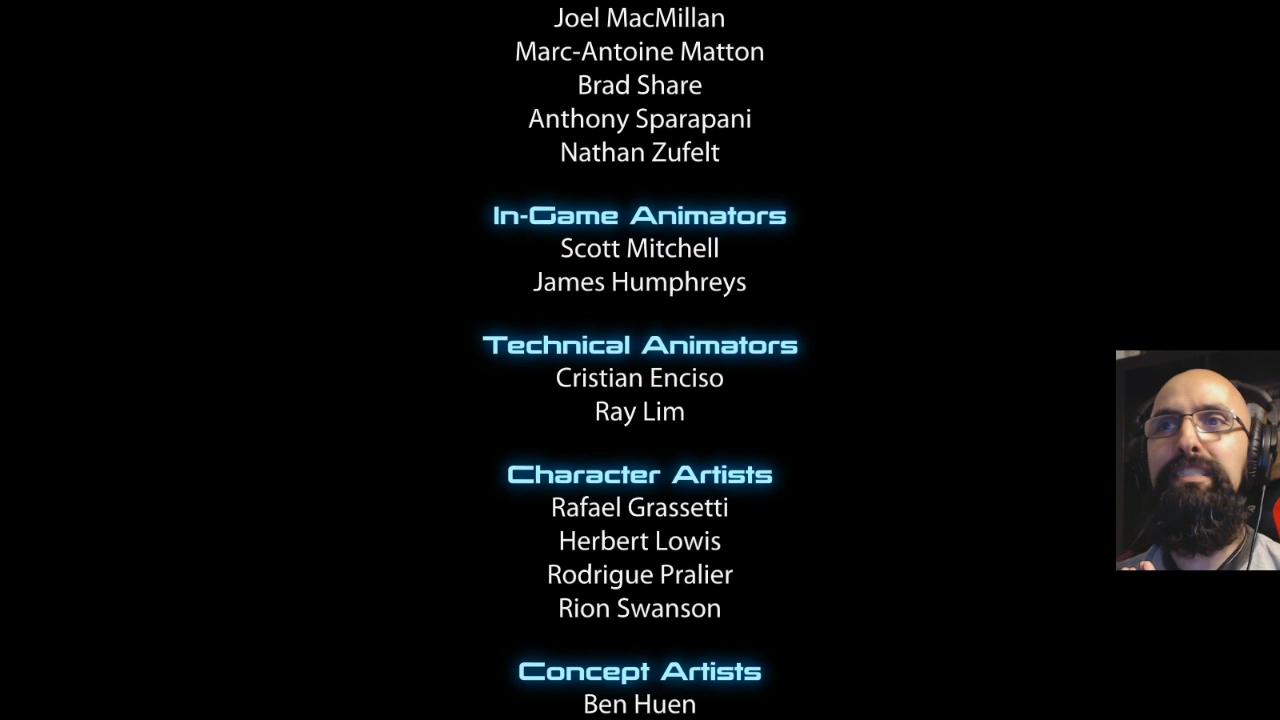 Joel MacMillan
Marc-Antoine Matton
Brad Share
Anthony Sparapani
Nathan Zufelt
In-Game Animators
Scott Mitchell
James Humphreys
Technical Animators
Cristian Enciso
Ray Lim
Character Artists
Rafael Grassetti
Herbert Lowis
Rodrigue Pralier
Rion Swanson
Concept Artists
Ben Huen